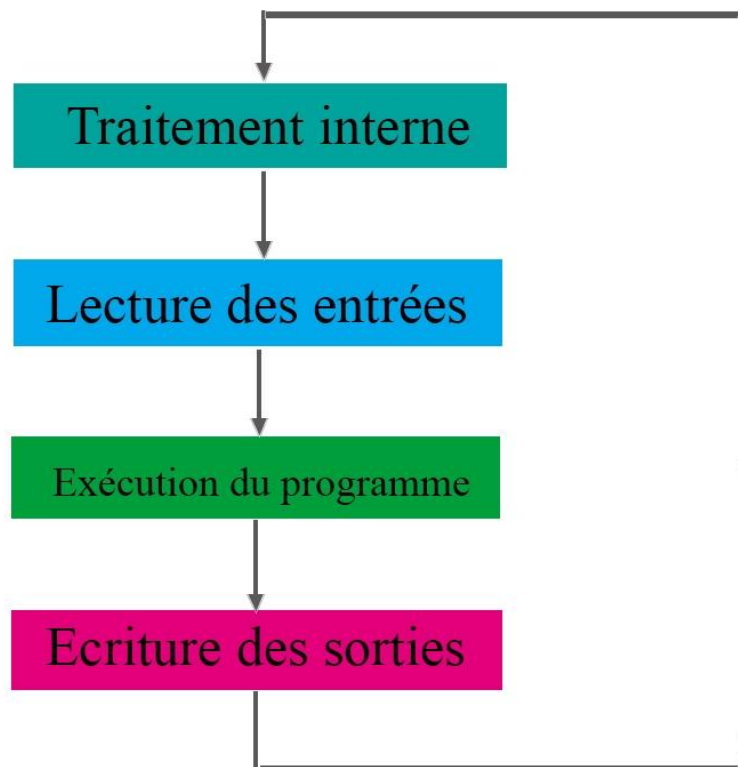 Traitement interne
Lecture des entrées
Exécution du programme
Ecriture des sorties